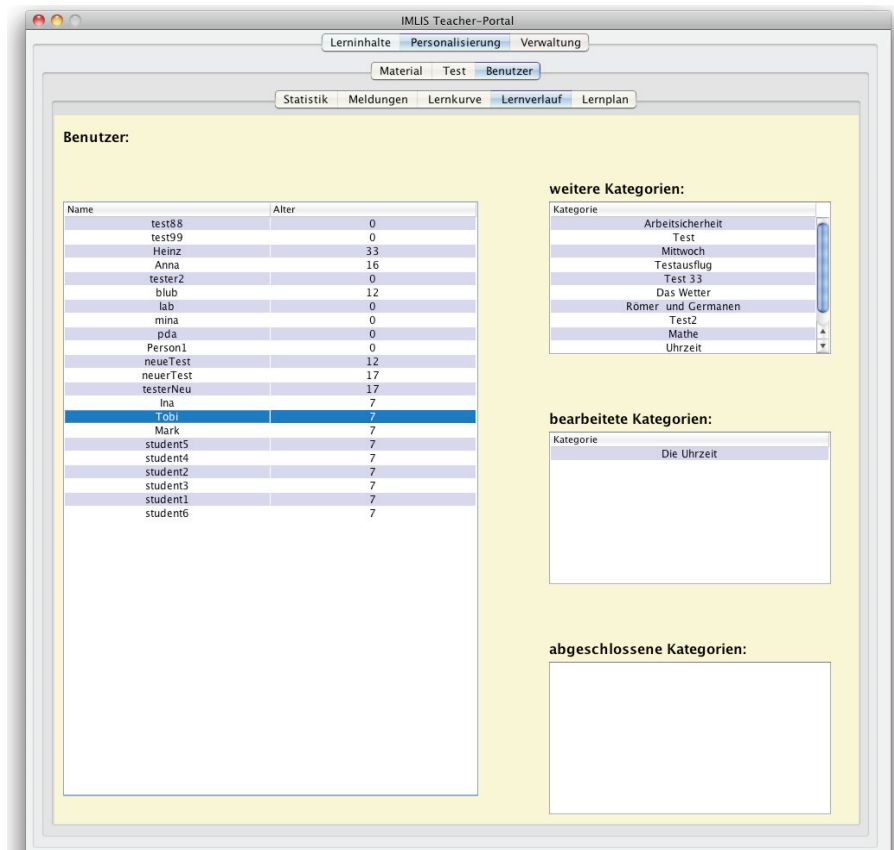 IMLIS Teacher-Portal
Lerninhalte Personalisierung Verwaltung
Material Test Benutzer
Statistik Meldungen Lernkurve Lernverlauf Lernplan
Benutzer:
Name Alter
test88 0
test99 0
Heinz 33
Anna 16
tester2 0
blub 12
lab 0
mina 0
pda 0
Person1 0
neueTest 12
neuerTest 17
testerNeu 17
Ina 7
Tobi 7
Mark 7
student5 7
student4 7
student2 7
student3 7
student1 7
student6 7
weitere Kategorien:
Kategorie
Arbeitsicherheit
Test
Mittwoch
Testausflug
Test 33
Das Wetter
Römer und Germanen
Test2
Mathe
Uhrzeit
bearbeitete Kategorien:
Kategorie
Die Uhrzeit
abgeschlossene Kategorien: